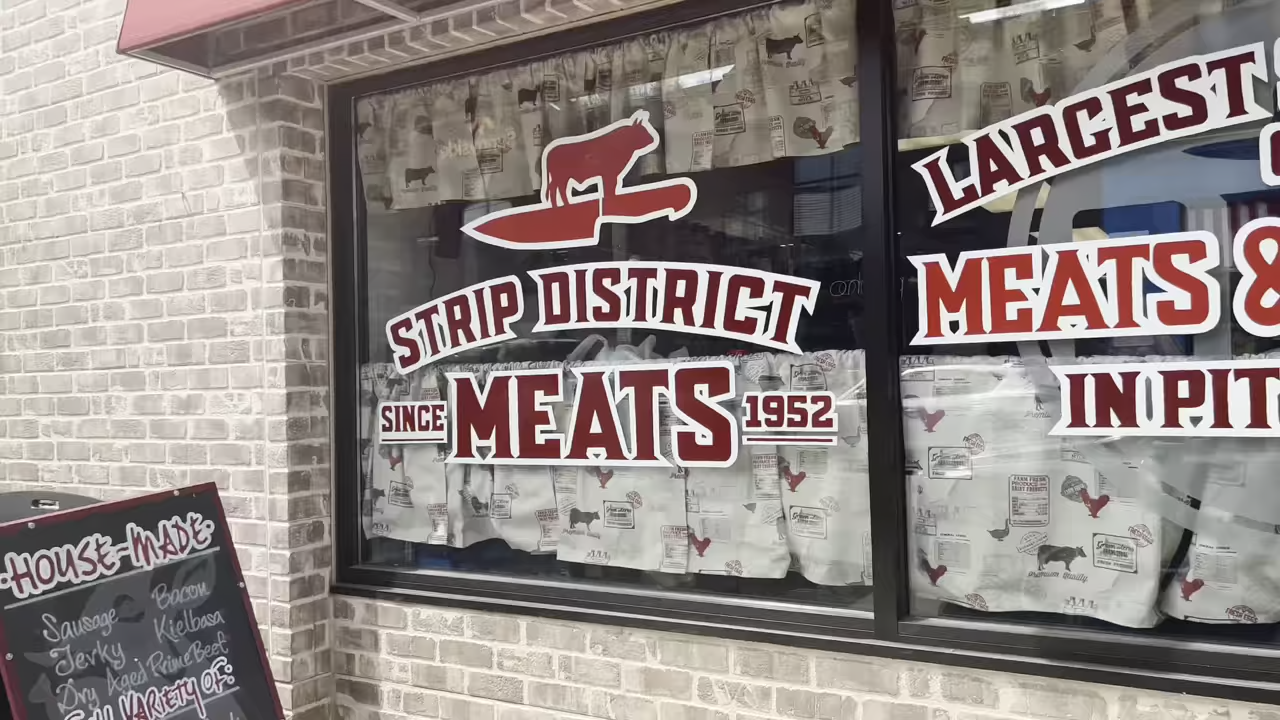 STRIP DISTRICT
SINCE MEATS 1952
LARGEST
MEATS &
IN PIT
HOUSE-MADE
Sausage Bacon
Jerky Kielbasa
Dry Aged Prime Beef
VARIETY OF: